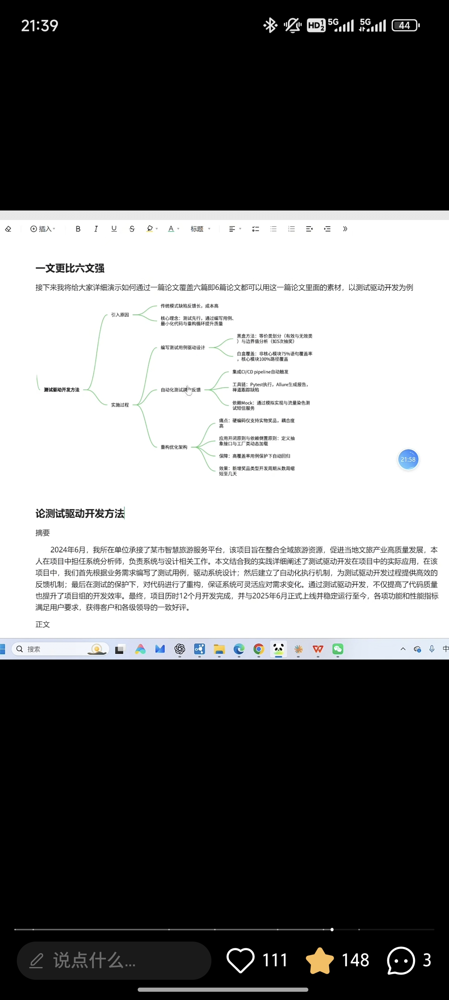 21:39
HD 1 2 5G 5G 44
插入
B I U S A 标题
一文更比六文强
接下来我将给大家详细演示如何通过一篇论文覆盖六篇即6篇论文都可以用这一篇论文里面的素材，以测试驱动开发为例
测试驱动开发方法
引入原因
传统模式缺陷反馈长，成本高
核心理念：测试先行，通过编写用例、
最小化代码与重构循环提升质量
实施过程
编写测试用例驱动设计
黑盒方法：等价类划分（有效与无效类
）与边界值分析（如5次抽奖）
白盒覆盖：非核心模块75%语句覆盖率
，核心模块100%路径覆盖
自动化测试建 反馈
集成CI/CD pipeline自动触发
工具链：Pytest执行，Allure生成报告，
禅道跟踪缺陷
依赖Mock：通过模拟实现与流量染色测
试短信服务
重构优化架构
痛点：硬编码仅支持实物奖品，耦合度
高
应用开闭原则与依赖倒置原则：定义抽
象接口与工厂类动态加载
保障：高覆盖率用例保护下自动回归
效果：新增奖品类型开发周期从数周缩
短至几天
21:58
论测试驱动开发方法
摘要
2024年6月，我所在单位承接了某市智慧旅游服务平台，该项目旨在整合全域旅游资源，促进当地文旅产业高质量发展，本
人在项目中担任系统分析师，负责系统与设计相关工作。本文结合我的实践详细阐述了测试驱动开发在项目中的实际应用，在该
项目中，我们首先根据业务需求编写了测试用例，驱动系统设计；然后建立了自动化执行机制，为测试驱动开发过程提供高效的
反馈机制；最后在测试的保护下，对代码进行了重构，保证系统可灵活应对需求变化。通过测试驱动开发，不仅提高了代码质量
也提升了项目组的开发效率。最终，项目历时12个月开发完成，并与2025年6月正式上线并稳定运行至今，各项功能和性能指标
满足用户要求，获得客户和各级领导的一致好评。
正文
搜索
中
说点什么...
111
148
3